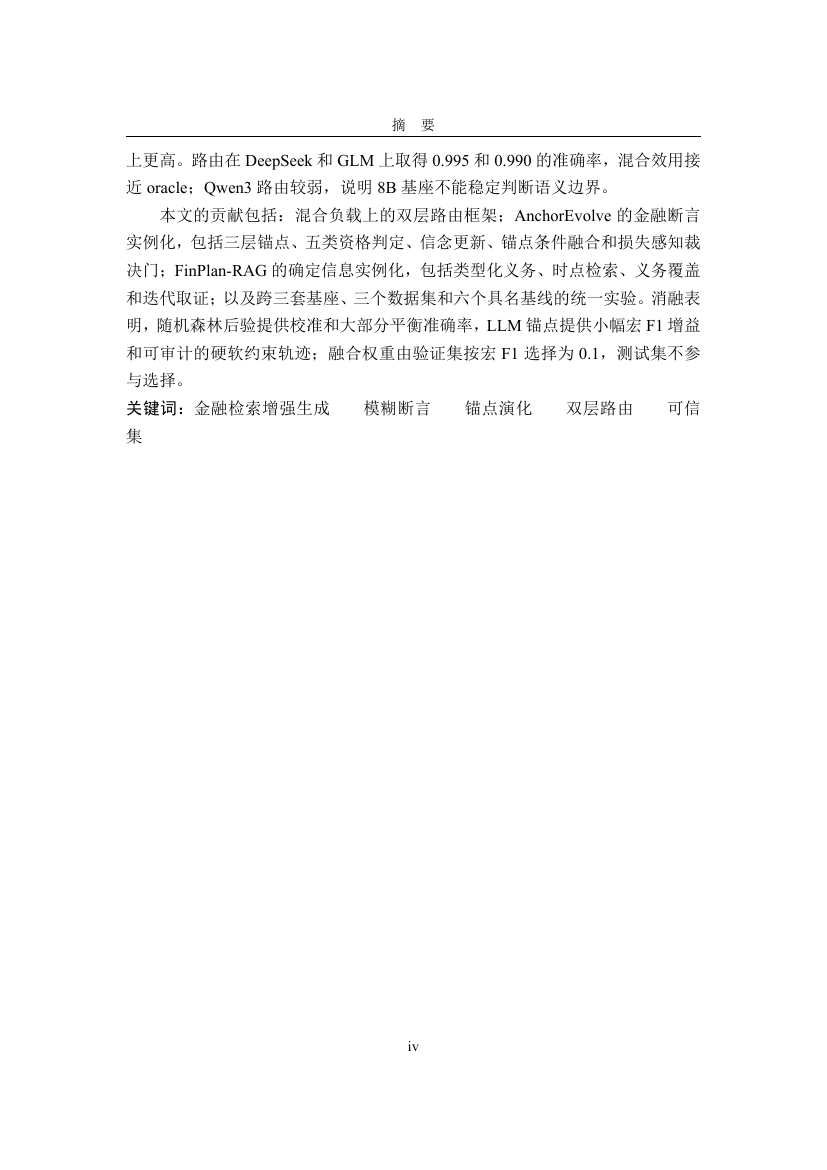 摘 要
上更高。路由在 DeepSeek 和 GLM 上取得 0.995 和 0.990 的准确率，混合效用接
近 oracle；Qwen3 路由较弱，说明 8B 基座不能稳定判断语义边界。
本文的贡献包括：混合负载上的双层路由框架；AnchorEvolve 的金融断言
实例化，包括三层锚点、五类资格判定、信念更新、锚点条件融合和损失感知裁
决门；FinPlan-RAG 的确定信息实例化，包括类型化义务、时点检索、义务覆盖
和迭代取证；以及跨三套基座、三个数据集和六个具名基线的统一实验。消融表
明，随机森林后验提供校准和大部分平衡准确率，LLM 锚点提供小幅宏 F1 增益
和可审计的硬软约束轨迹；融合权重由验证集按宏 F1 选择为 0.1，测试集不参
与选择。
关键词：金融检索增强生成 模糊断言 锚点演化 双层路由 可信
集
iv